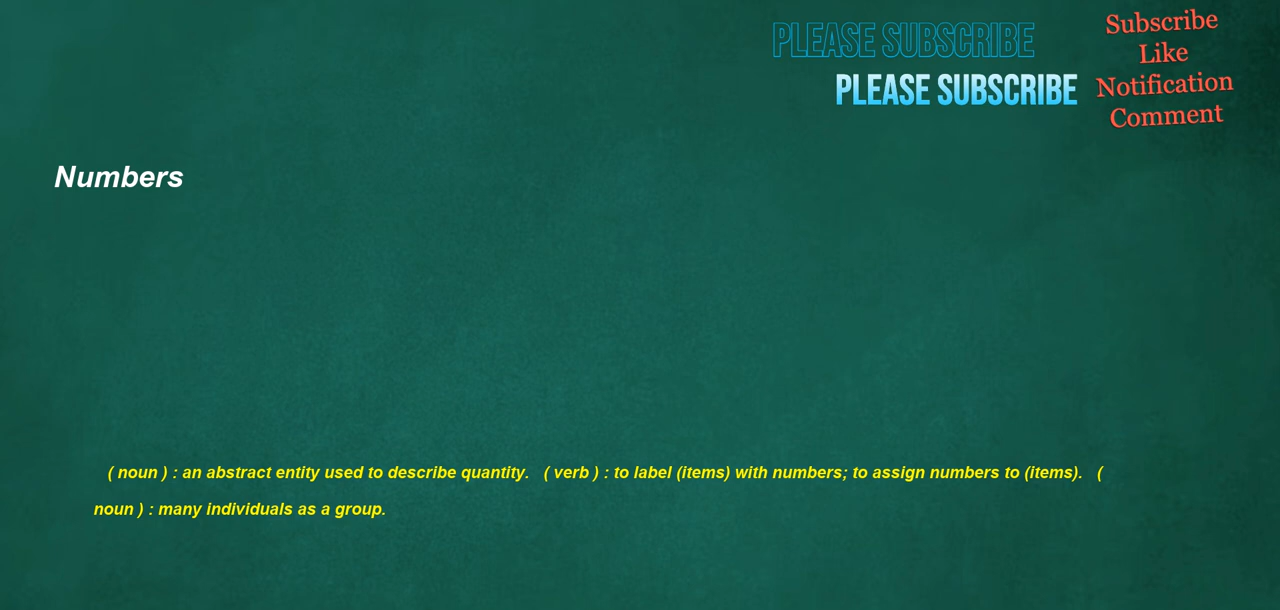 PLEASE SUBSCRIBE
PLEASE SUBSCRIBE
Subscribe
Like
Notification
Comment
Numbers
( noun ) : an abstract entity used to describe quantity. ( verb ) : to label (items) with numbers; to assign numbers to (items). (
noun ) : many individuals as a group.